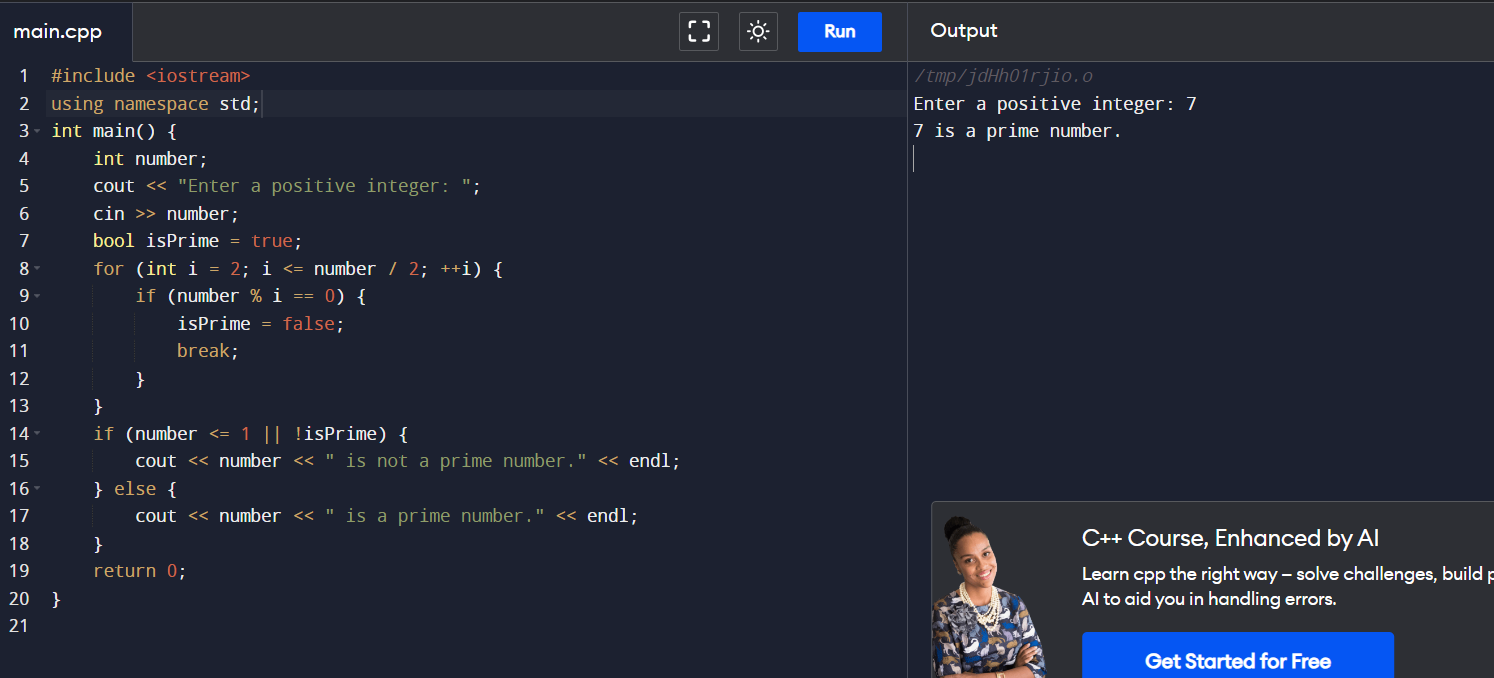 main.cpp
Run
Output
1 #include <iostream>
2 using namespace std;
3 int main() {
4     int number;
5     cout << "Enter a positive integer: ";
6     cin >> number;
7     bool isPrime = true;
8     for (int i = 2; i <= number / 2; ++i) {
9         if (number % i == 0) {
10             isPrime = false;
11             break;
12         }
13     }
14     if (number <= 1 || !isPrime) {
15         cout << number << " is not a prime number." << endl;
16     } else {
17         cout << number << " is a prime number." << endl;
18     }
19     return 0;
20 }
21
/tmp/jdHh01rjio.o
Enter a positive integer: 7
7 is a prime number.
C++ Course, Enhanced by AI
Learn cpp the right way – solve challenges, build
AI to aid you in handling errors.
Get Started for Free